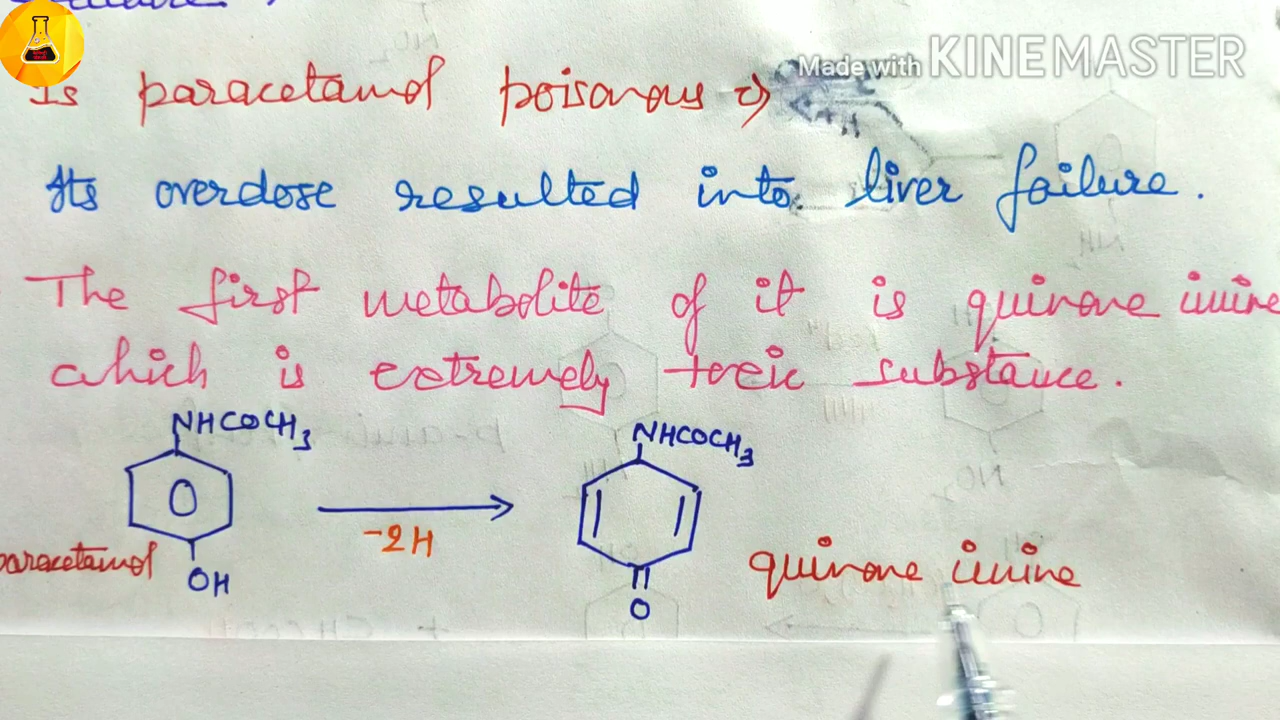 Made with KINEMASTER
Is paracetamol poisonous ⇒
Its overdose resulted into liver failure.
The first metabolite of it is quinone imine
which is extremely toxic substance.
NHCOCH3
NHCOCH3
-2H
paracetamol
OH
O
quinone imine